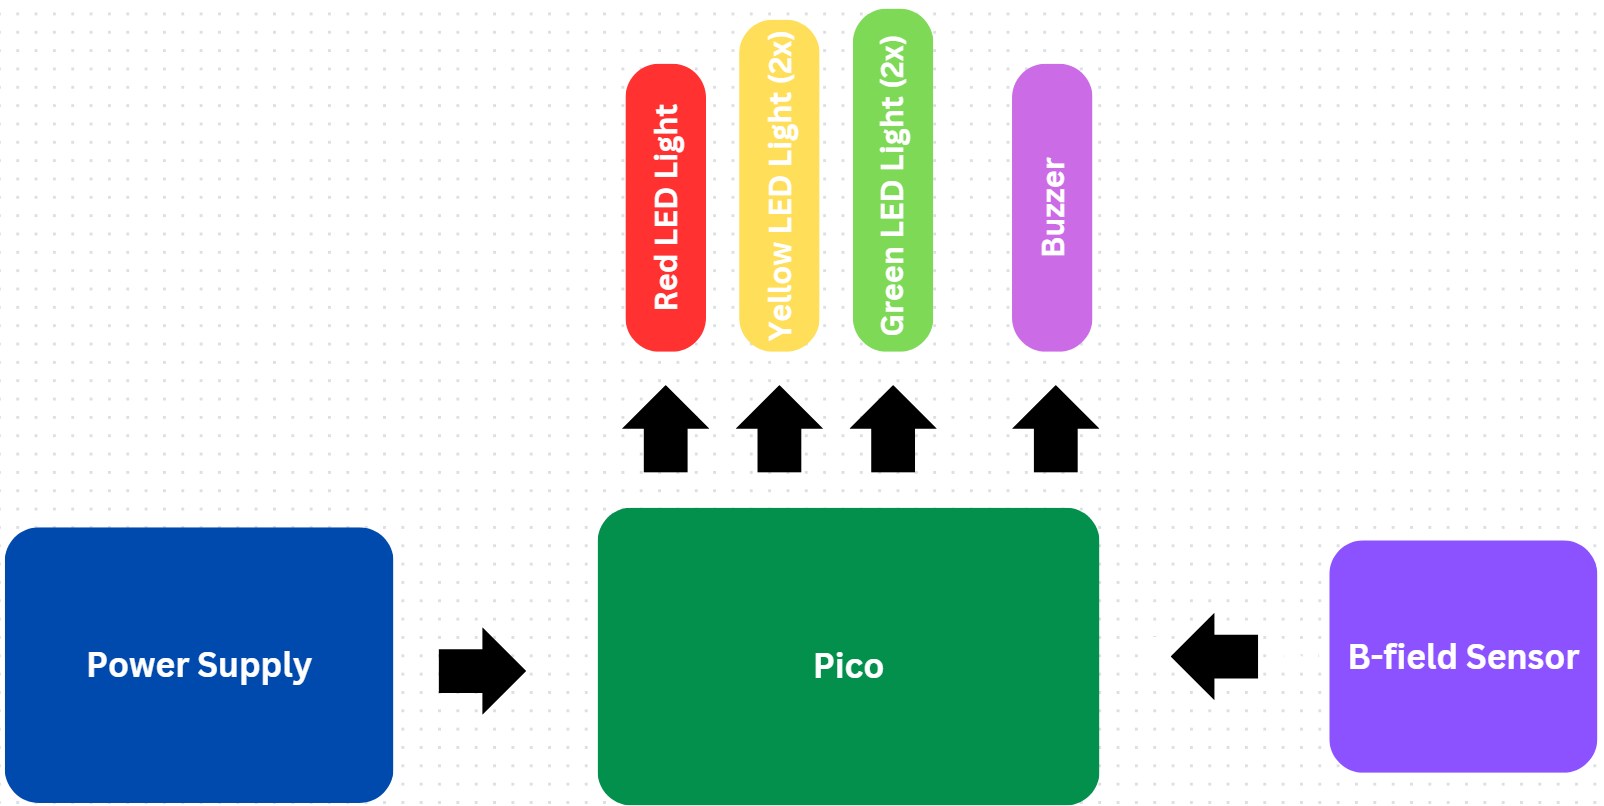 Red LED Light
Yellow LED Light (2x)
Green LED Light (2x)
Buzzer
Power Supply
Pico
B-field Sensor